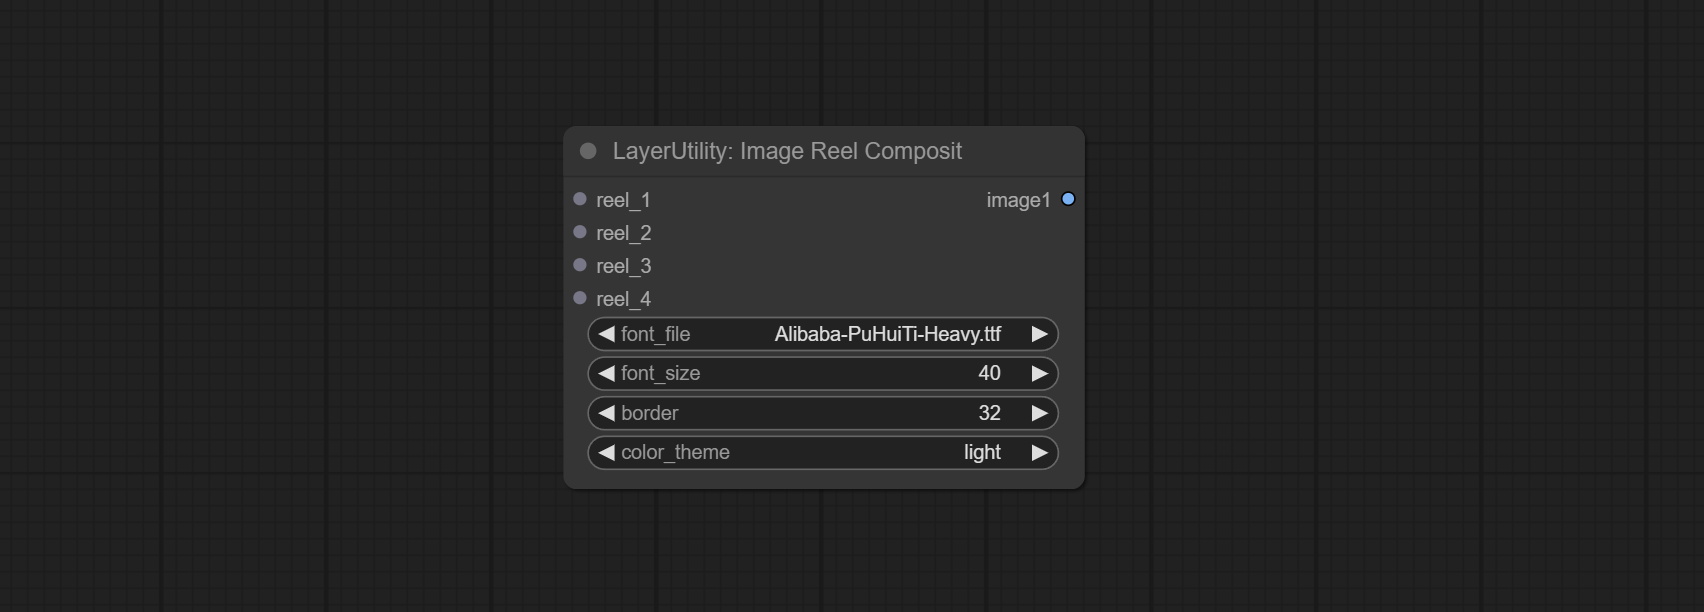 LayerUtility: Image Reel Composit
reel_1 image1
reel_2
reel_3
reel_4
font_file Alibaba-PuHuiTi-Heavy.ttf
font_size 40
border 32
color_theme light